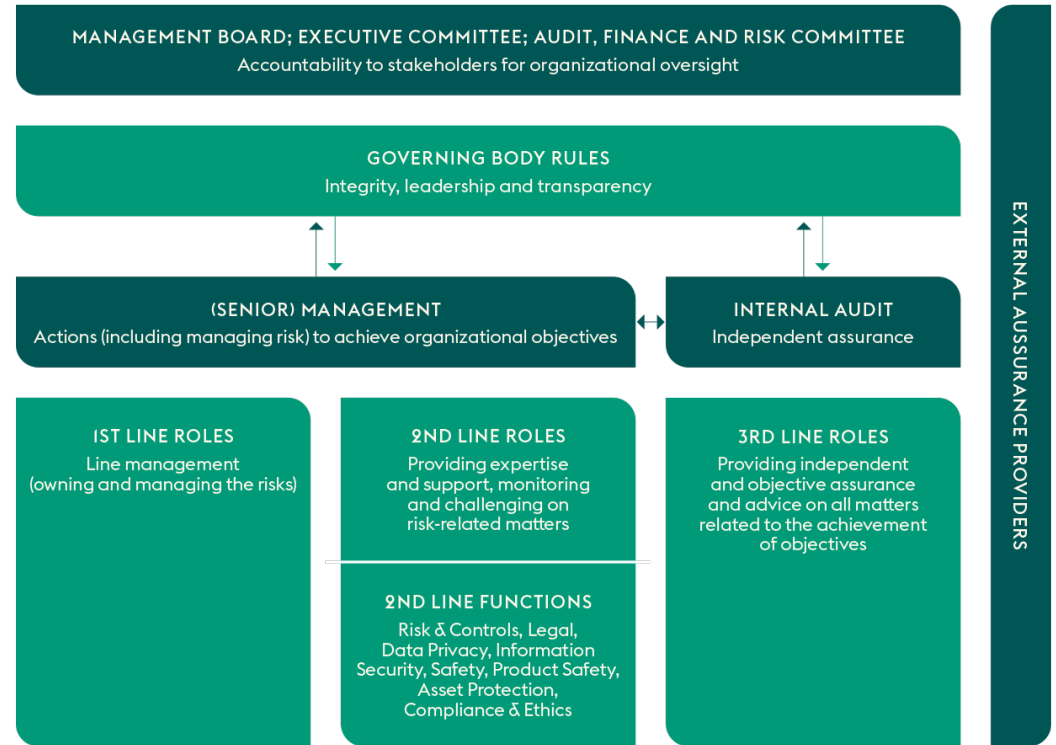 MANAGEMENT BOARD; EXECUTIVE COMMITTEE; AUDIT, FINANCE AND RISK COMMITTEE
Accountability to stakeholders for organizational oversight
GOVERNING BODY RULES
Integrity, leadership and transparency
(SENIOR) MANAGEMENT
Actions (including managing risk) to achieve organizational objectives
INTERNAL AUDIT
Independent assurance
1ST LINE ROLES
Line management
(owning and managing the risks)
2ND LINE ROLES
Providing expertise
and support, monitoring
and challenging on
risk-related matters
2ND LINE FUNCTIONS
Risk & Controls, Legal,
Data Privacy, Information
Security, Safety, Product Safety,
Asset Protection,
Compliance & Ethics
3RD LINE ROLES
Providing independent
and objective assurance
and advice on all matters
related to the achievement
of objectives
EXTERNAL AUSSURANCE PROVIDERS